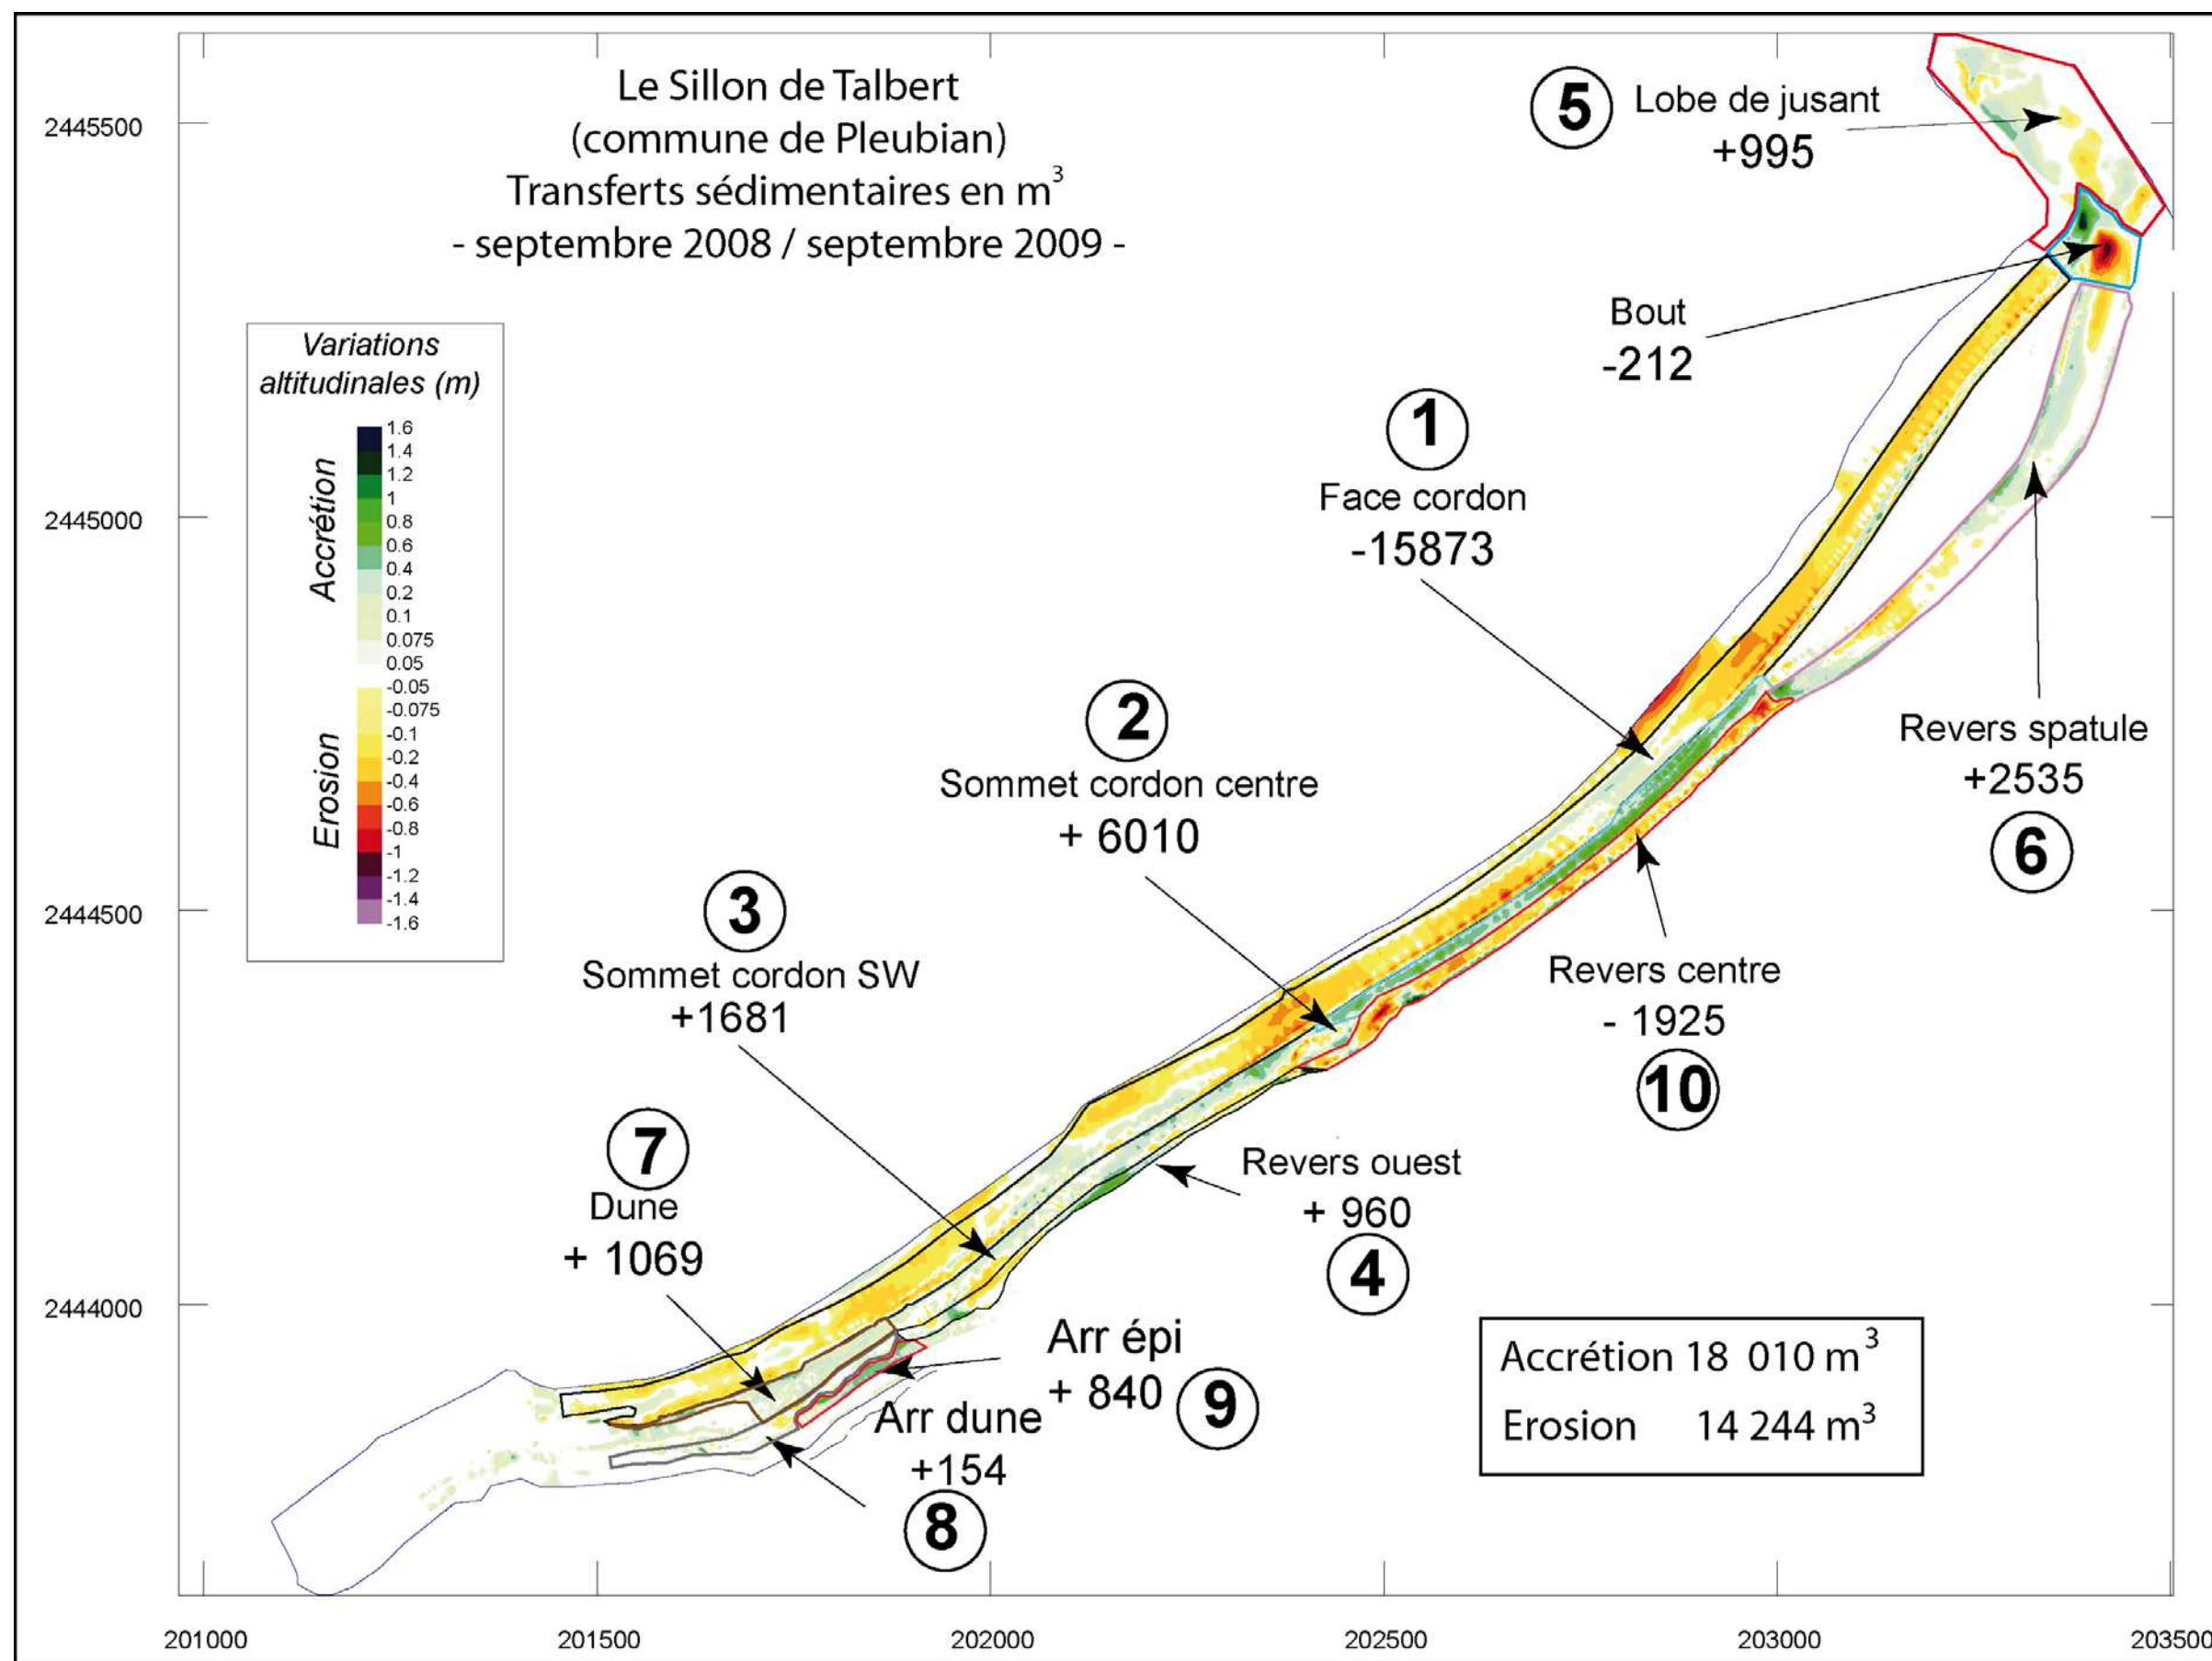 Le Sillon de Talbert
(commune de Pleubian)
Transferts sédimentaires en m³
- septembre 2008 / septembre 2009 -
5 Lobe de jusant
+995
Bout
-212
1
Face cordon
-15873
2
Sommet cordon centre
+ 6010
3
Sommet cordon SW
+1681
7
Dune
+ 1069
Revers spatule
+2535
6
Revers centre
- 1925
10
Revers ouest
+ 960
4
Arr épi
+ 840 9
Arr dune
+154
8
Variations
altitudinales (m)
Accrétion
Erosion
1.6
1.4
1.2
1
0.8
0.6
0.4
0.2
0.1
0.075
0.05
-0.05
-0.075
-0.1
-0.2
-0.4
-0.6
-0.8
-1
-1.2
-1.4
-1.6
Accrétion 18 010 m³
Erosion 14 244 m³
2445500
2445000
2444500
2444000
201000 201500 202000 202500 203000 203500